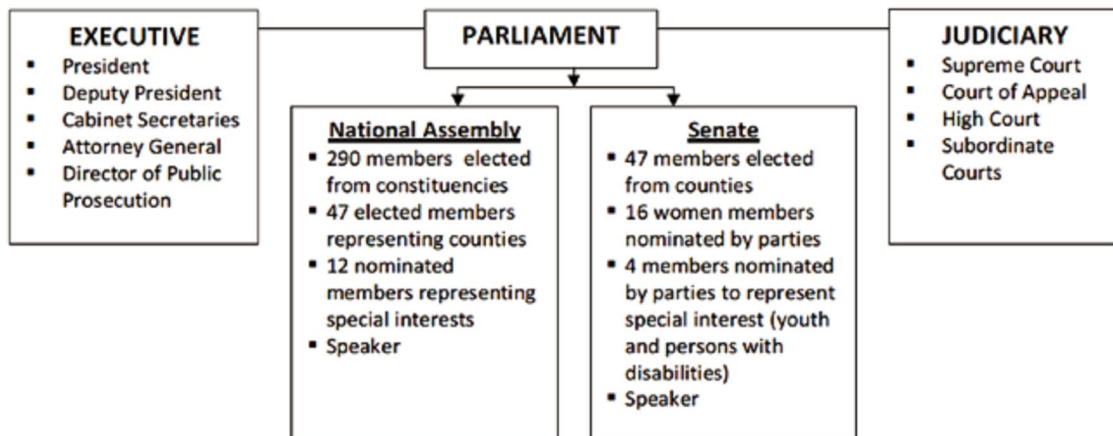 EXECUTIVE
▪ President
▪ Deputy President
▪ Cabinet Secretaries
▪ Attorney General
▪ Director of Public
Prosecution
PARLIAMENT
National Assembly
▪ 290 members elected
from constituencies
▪ 47 elected members
representing counties
▪ 12 nominated
members representing
special interests
▪ Speaker
Senate
▪ 47 members elected
from counties
▪ 16 women members
nominated by parties
▪ 4 members nominated
by parties to represent
special interest (youth
and persons with
disabilities)
▪ Speaker
JUDICIARY
▪ Supreme Court
▪ Court of Appeal
▪ High Court
▪ Subordinate
Courts